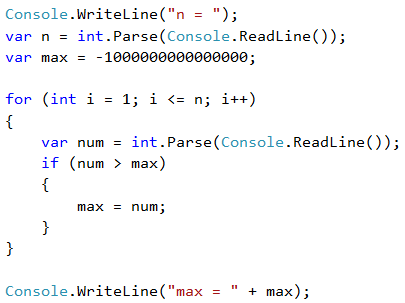 Console.WriteLine("n = ");
var n = int.Parse(Console.ReadLine());
var max = -1000000000000000;
for (int i = 1; i <= n; i++)
{
var num = int.Parse(Console.ReadLine());
if (num > max)
{
max = num;
}
}
Console.WriteLine("max = " + max);